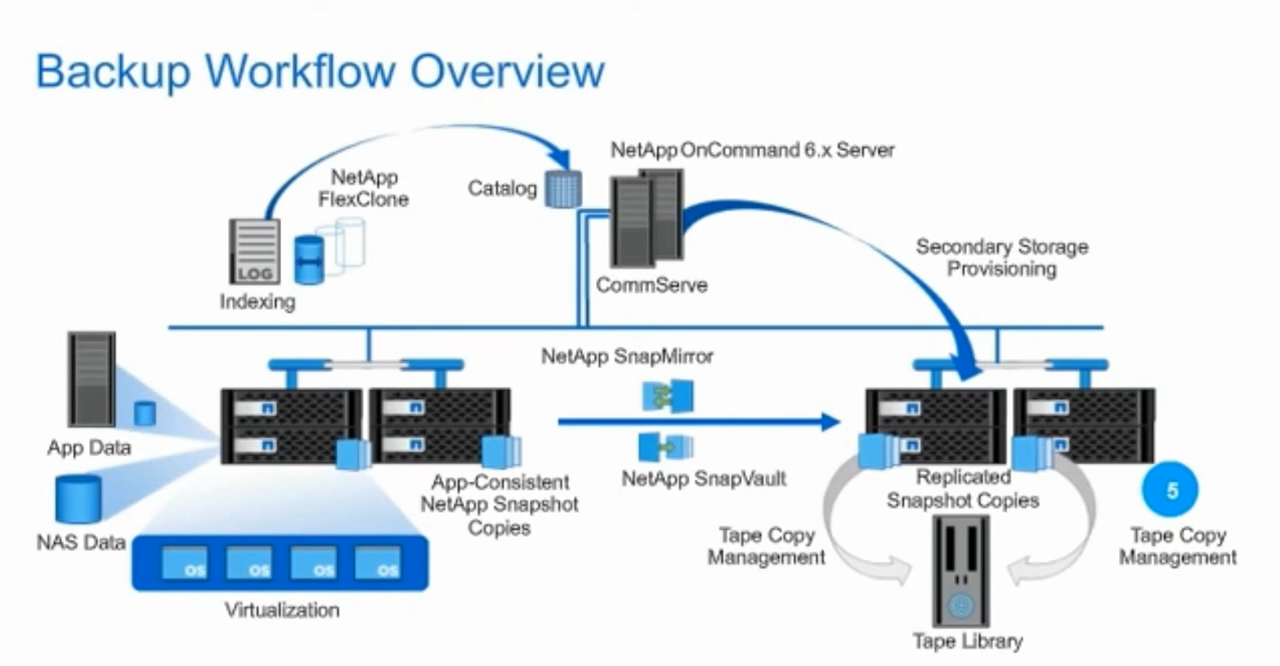 Backup Workflow Overview
NetApp OnCommand 6.x Server
NetApp
FlexClone
Catalog
LOG
Indexing
CommServe
Secondary Storage
Provisioning
NetApp SnapMirror
App Data
NetApp SnapVault
App-Consistent
NetApp Snapshot
Copies
Replicated
Snapshot Copies
5
NAS Data
OS
OS
OS
OS
Virtualization
Tape Copy
Management
Tape Copy
Management
Tape Library